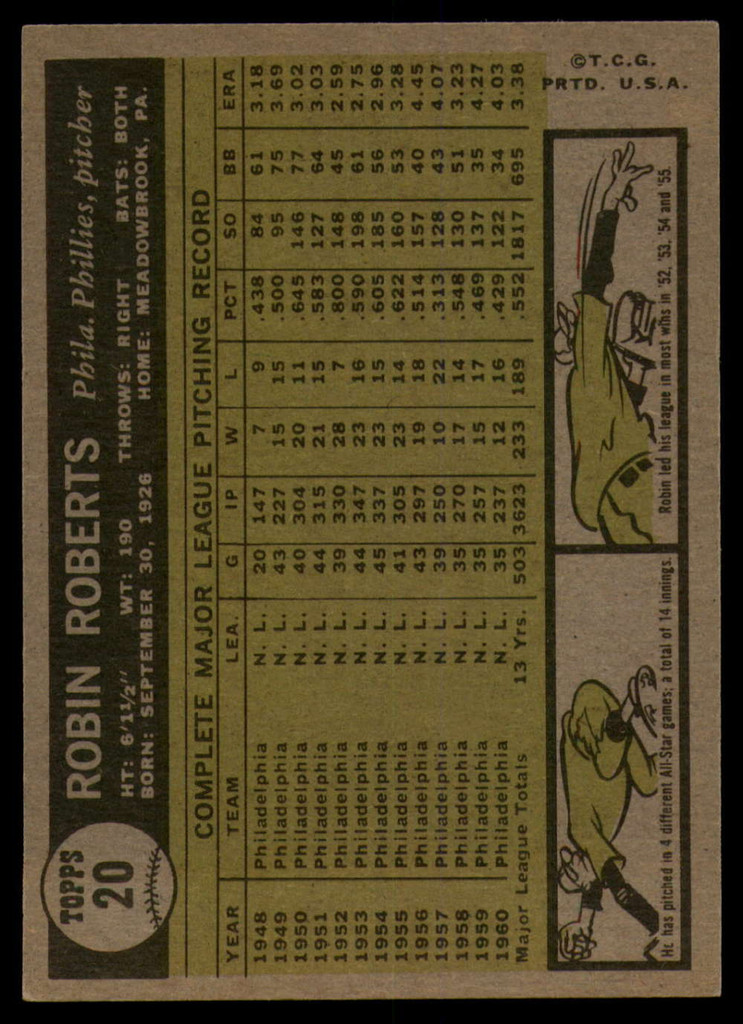 TOPPS
20
ROBIN ROBERTS Phila. Phillies, pitcher
HT: 6'1½" WT: 190 THROWS: RIGHT BATS: BOTH
BORN: SEPTEMBER 30, 1926 HOME: MEADOWBROOK, PA.
COMPLETE MAJOR LEAGUE PITCHING RECORD
YEAR TEAM LEA. G IP W L PCT SO BB ERA
1948 Philadelphia N. L. 20 147 7 9 .438 84 61 3.18
1949 Philadelphia N. L. 43 227 15 15 .500 95 75 3.69
1950 Philadelphia N. L. 40 304 20 11 .645 146 77 3.02
1951 Philadelphia N. L. 44 315 21 15 .583 127 64 3.03
1952 Philadelphia N. L. 39 330 28 7 .800 148 45 2.59
1953 Philadelphia N. L. 44 347 23 16 .590 198 61 2.75
1954 Philadelphia N. L. 45 337 23 15 .605 185 56 2.96
1955 Philadelphia N. L. 41 305 23 14 .622 160 53 3.28
1956 Philadelphia N. L. 43 297 19 18 .514 157 40 4.45
1957 Philadelphia N. L. 39 250 10 22 .313 128 43 4.07
1958 Philadelphia N. L. 35 270 17 14 .548 130 51 3.23
1959 Philadelphia N. L. 35 257 15 17 .469 137 35 4.27
1960 Philadelphia N. L. 35 237 12 16 .429 122 34 4.03
Major League Totals 13 Yrs. 503 3623 233 189 .552 1817 695 3.38
He has pitched in 4 different All-Star games; a total of 14 innings.
Robin led his league in most wins in '52, '53, '54 and '55.
©T.C.G.
PRTD. U.S.A.